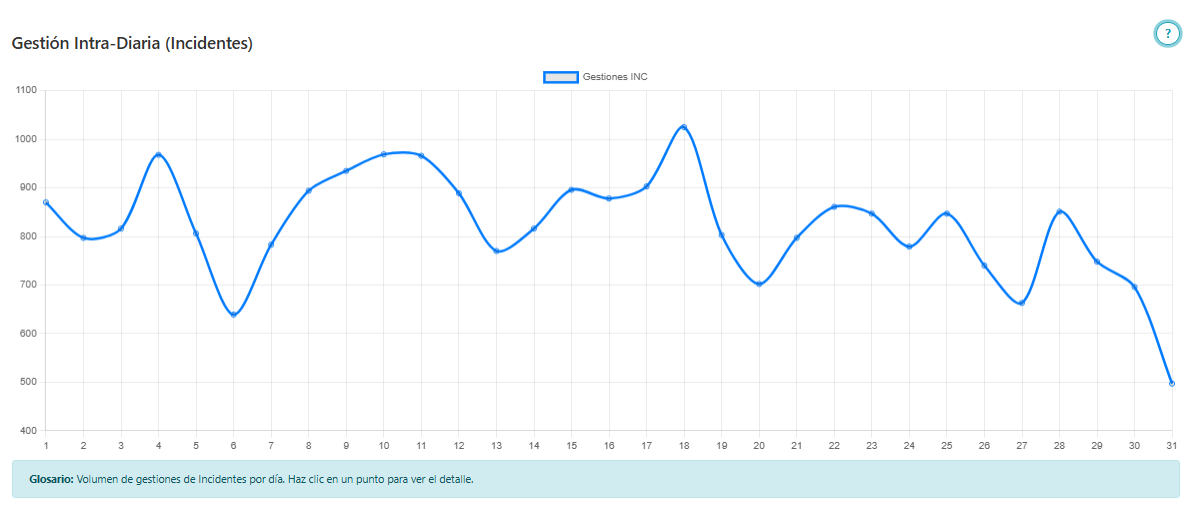 Gestión Intra-Diaria (Incidentes)
?
Gestiones INC
1100
1000
900
800
700
600
500
400
1 2 3 4 5 6 7 8 9 10 11 12 13 14 15 16 17 18 19 20 21 22 23 24 25 26 27 28 29 30 31
Glosario: Volumen de gestiones de Incidentes por día. Haz clic en un punto para ver el detalle.